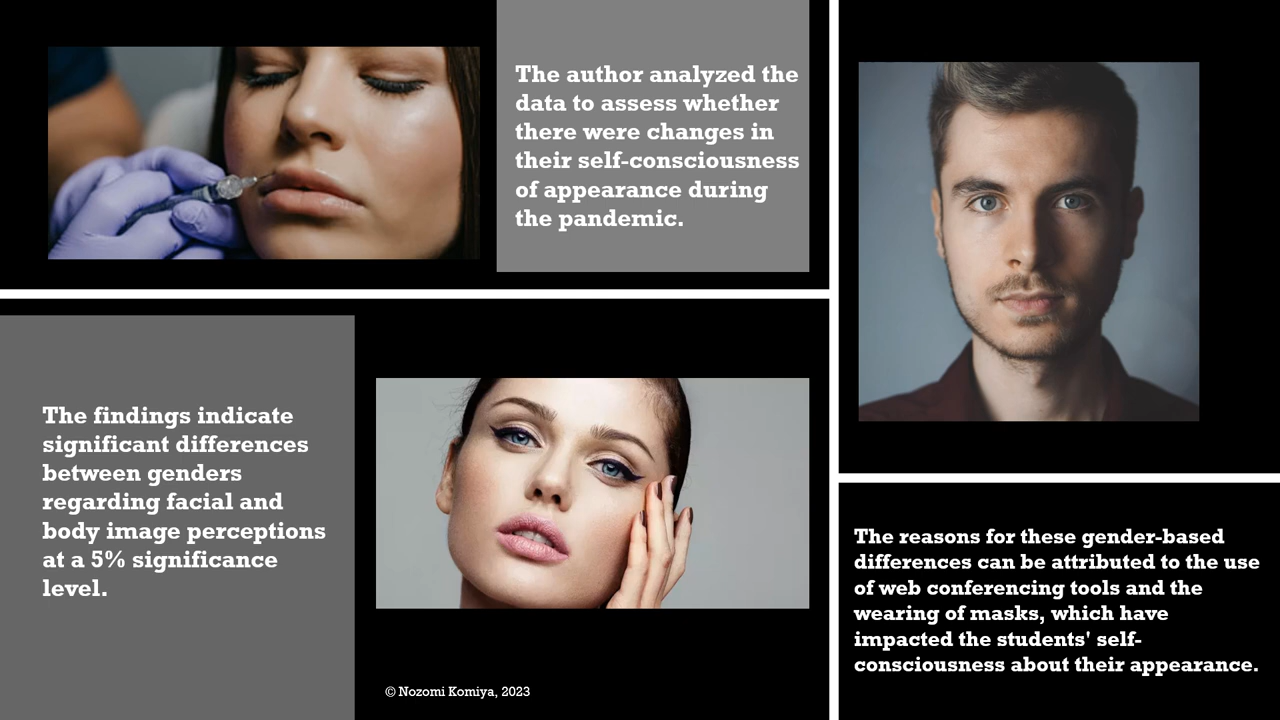 The author analyzed the
data to assess whether
there were changes in
their self-consciousness
of appearance during
the pandemic.
The findings indicate
significant differences
between genders
regarding facial and
body image perceptions
at a 5% significance
level.
The reasons for these gender-based
differences can be attributed to the use
of web conferencing tools and the
wearing of masks, which have
impacted the students' self-
consciousness about their appearance.
© Nozomi Komiya, 2023